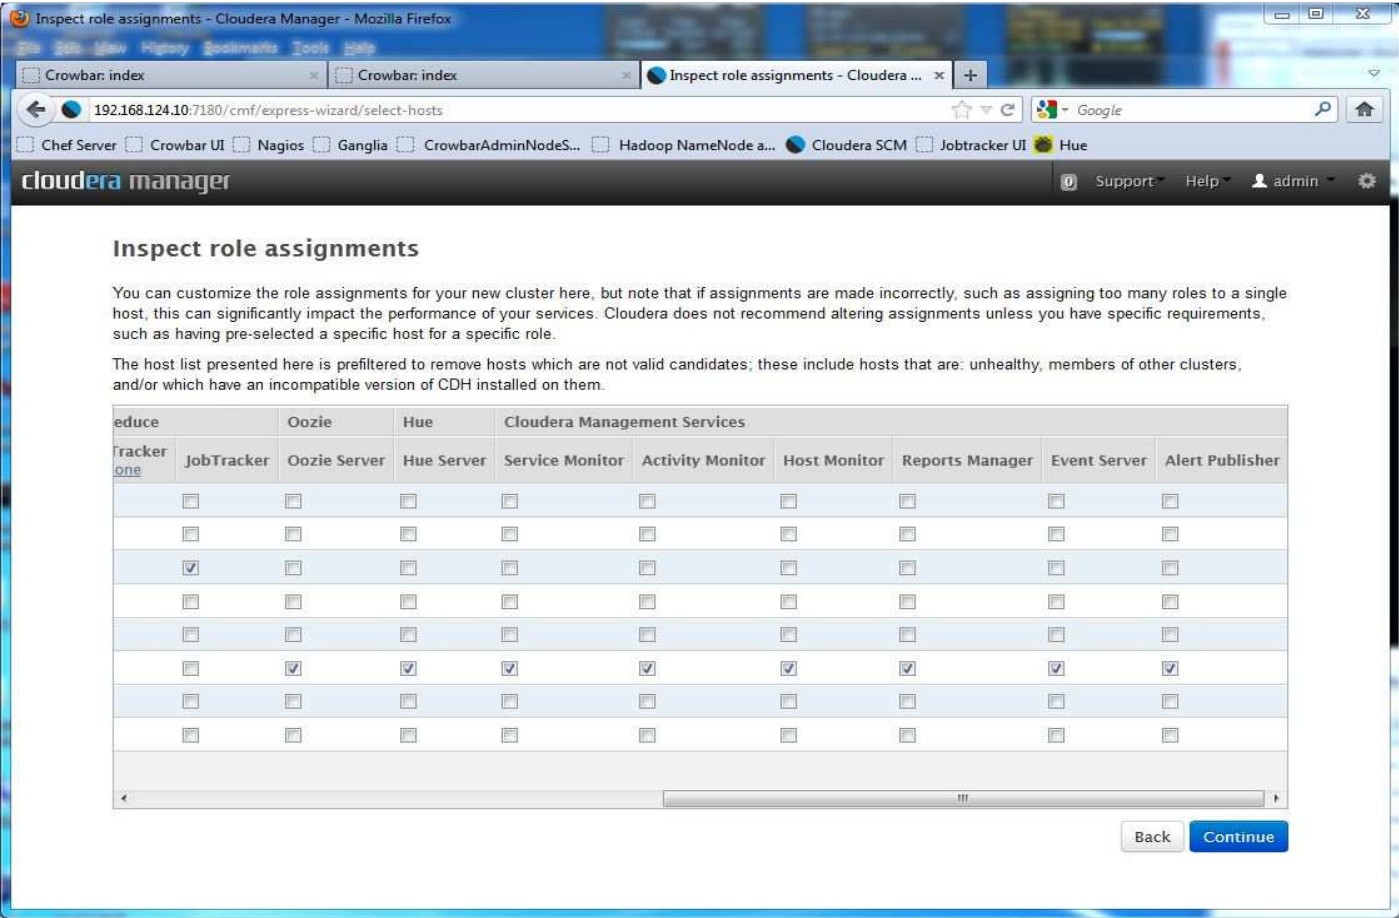 Inspect role assignments - Cloudera Manager - Mozilla Firefox
File Edit View History Bookmarks Tools Help
Crowbar: index × Crowbar: index × Inspect role assignments - Cloudera ... × +
192.168.124.10:7180/cmf/express-wizard/select-hosts Google
Chef Server Crowbar UI Nagios Ganglia CrowbarAdminNodeS... Hadoop NameNode a... Cloudera SCM Jobtracker UI Hue
cloudera manager 0 Support Help admin
Inspect role assignments
You can customize the role assignments for your new cluster here, but note that if assignments are made incorrectly, such as assigning too many roles to a single
host, this can significantly impact the performance of your services. Cloudera does not recommend altering assignments unless you have specific requirements,
such as having pre-selected a specific host for a specific role.
The host list presented here is prefiltered to remove hosts which are not valid candidates; these include hosts that are: unhealthy, members of other clusters,
and/or which have an incompatible version of CDH installed on them.
educe Oozie Hue Cloudera Management Services
Tracker JobTracker Oozie Server Hue Server Service Monitor Activity Monitor Host Monitor Reports Manager Event Server Alert Publisher
one
Back Continue